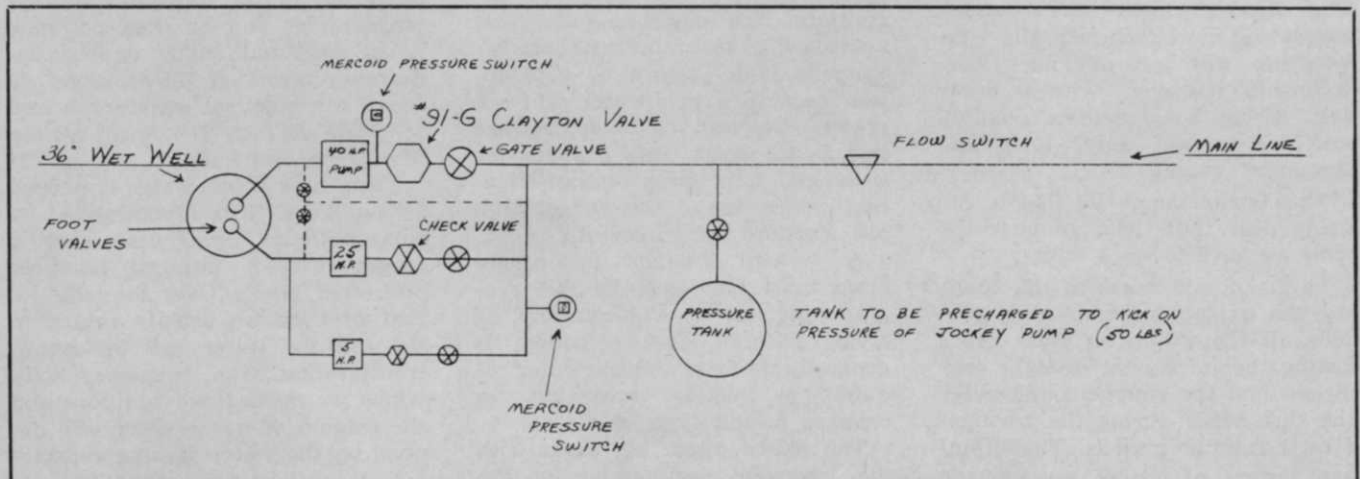 MERCOID PRESSURE SWITCH
#91-G CLAYTON VALVE
GATE VALVE
40 H.P.
PUMP
36" WET WELL
FLOW SWITCH
MAIN LINE
FOOT
VALVES
CHECK VALVE
25
H.P.
5
H.P.
PRESSURE
TANK
TANK TO BE PRECHARGED TO KICK ON
PRESSURE OF JOCKEY PUMP (50 LBS)
MERCOID
PRESSURE
SWITCH